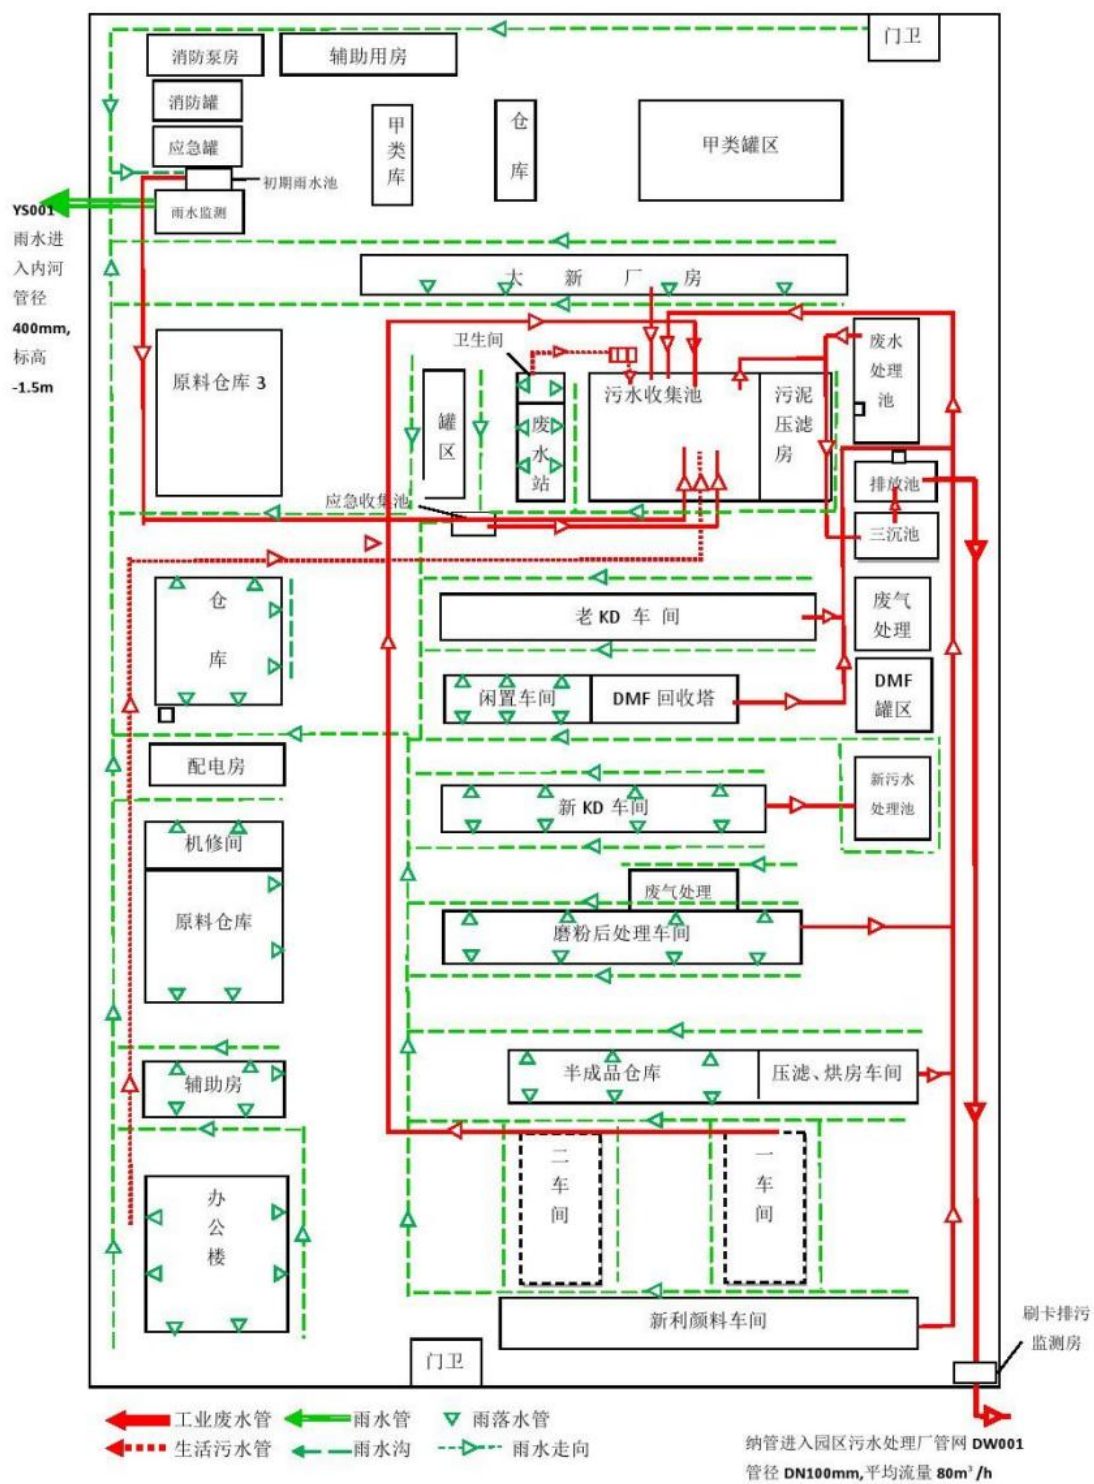 门卫
消防泵房
辅助用房
消防罐
应急罐
甲类库
仓库
甲类罐区
初期雨水池
雨水监测
YS001
雨水进
入内河
管径
400mm,
标高
-1.5m
大新厂房
原料仓库 3
卫生间
罐区
废水站
污水收集池
污泥
压滤
房
废水
处理
池
应急收集池
排放池
三沉池
仓库
老 KD 车 间
废气
处理
闲置车间
DMF 回收塔
DMF
罐区
配电房
新 KD 车间
新污水
处理池
机修间
原料仓库
废气处理
磨粉后处理车间
辅助房
半成品仓库
压滤、烘房车间
办公楼
二车间
一车间
新利颜料车间
门卫
刷卡排污
监测房
工业废水管
雨水管
雨落水管
生活污水管
雨水沟
雨水走向
纳管进入园区污水处理厂管网 DW001
管径 DN100mm,平均流量 80m³/h